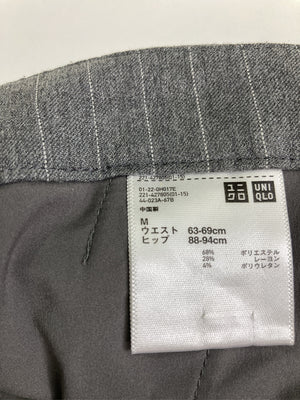 01-22-0H017E
221-427805(01-15)
44-023A-67B
中国製
ユニ
クロ
UNI
QLO
M
ウエスト 63-69cm
ヒップ 88-94cm
68% ポリエステル
28% レーヨン
4% ポリウレタン